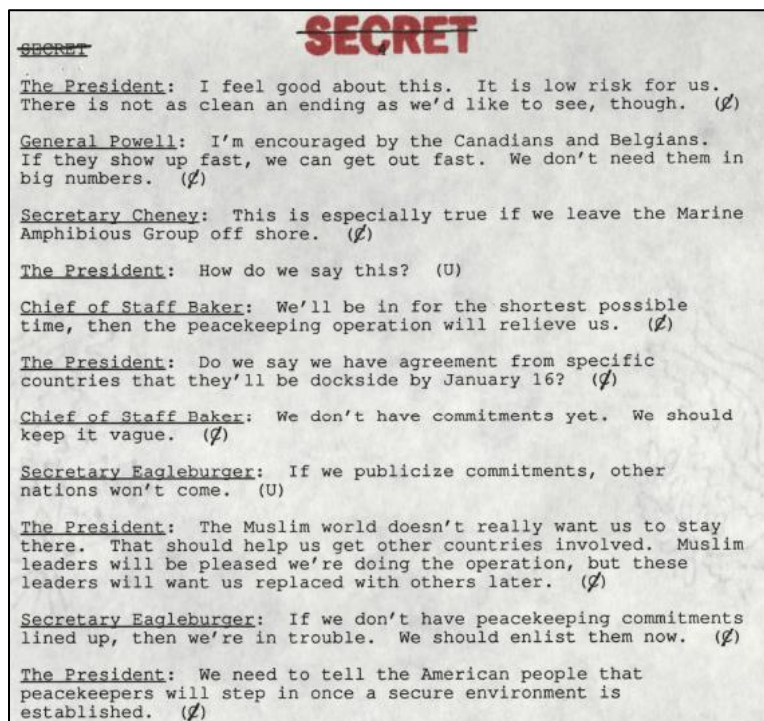 SECRET
SECRET
The President: I feel good about this. It is low risk for us.
There is not as clean an ending as we'd like to see, though. (C)
General Powell: I'm encouraged by the Canadians and Belgians.
If they show up fast, we can get out fast. We don't need them in
big numbers. (C)
Secretary Cheney: This is especially true if we leave the Marine
Amphibious Group off shore. (C)
The President: How do we say this? (U)
Chief of Staff Baker: We'll be in for the shortest possible
time, then the peacekeeping operation will relieve us. (C)
The President: Do we say we have agreement from specific
countries that they'll be dockside by January 16? (C)
Chief of Staff Baker: We don't have commitments yet. We should
keep it vague. (C)
Secretary Eagleburger: If we publicize commitments, other
nations won't come. (U)
The President: The Muslim world doesn't really want us to stay
there. That should help us get other countries involved. Muslim
leaders will be pleased we're doing the operation, but these
leaders will want us replaced with others later. (C)
Secretary Eagleburger: If we don't have peacekeeping commitments
lined up, then we're in trouble. We should enlist them now. (C)
The President: We need to tell the American people that
peacekeepers will step in once a secure environment is
established. (C)